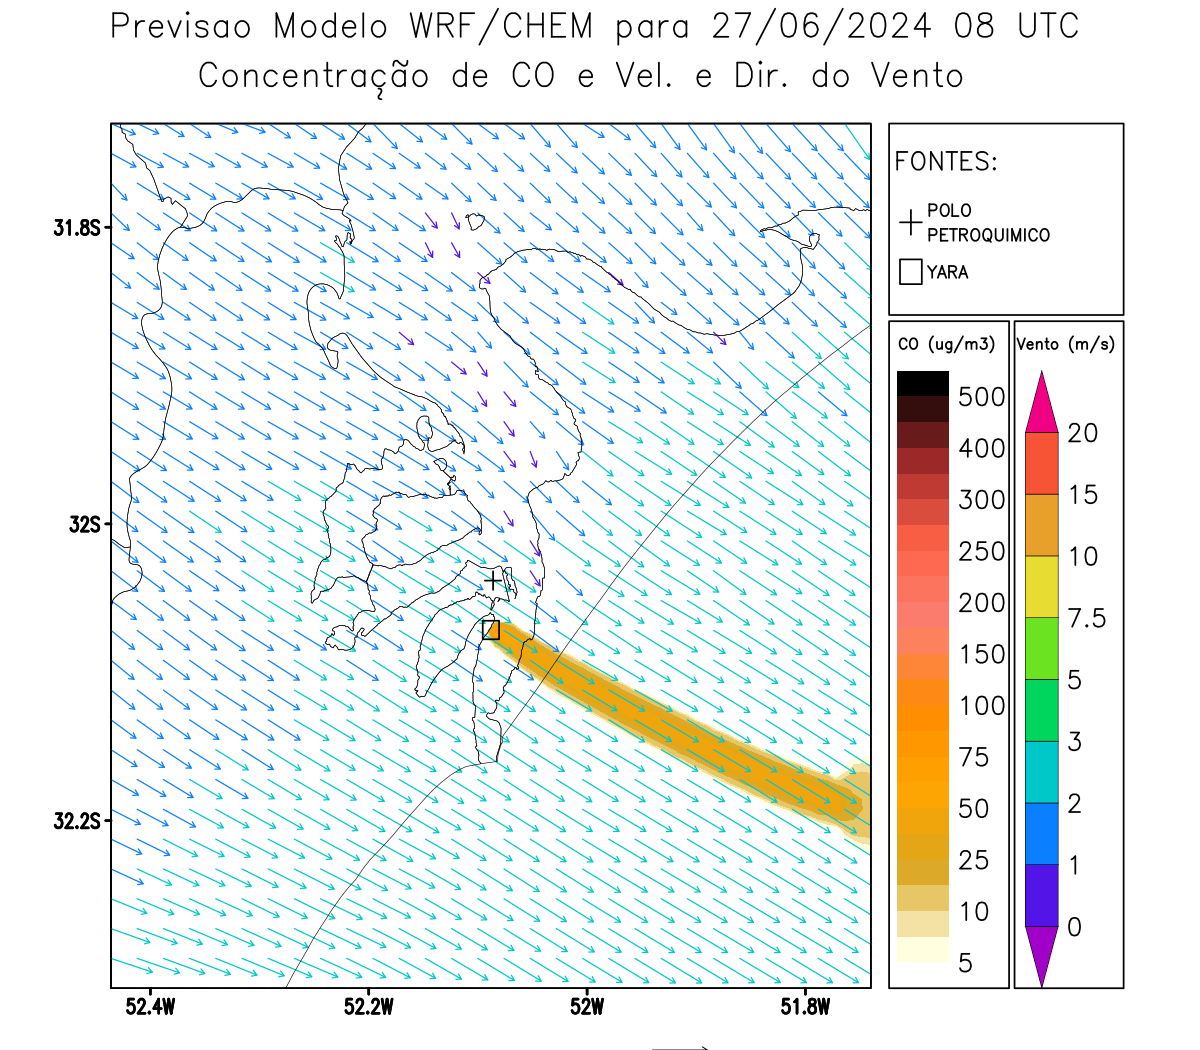 Previsao Modelo WRF/CHEM para 27/06/2024 08 UTC
Concentração de CO e Vel. e Dir. do Vento
FONTES:
POLO
PETROQUIMICO
YARA
CO (ug/m3)
500
400
300
250
200
150
100
75
50
25
10
5
Vento (m/s)
20
15
10
7.5
5
3
2
1
0
31.8S
32S
32.2S
52.4W
52.2W
52W
51.8W